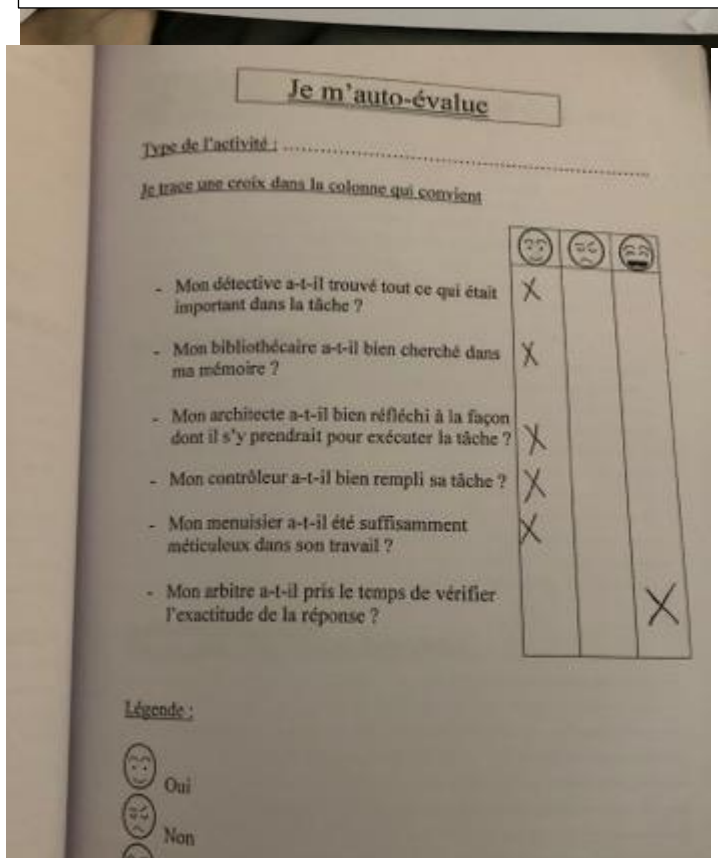 Je m'auto-évalue
Type de l'activité : ..........................................................
Je trace une croix dans la colonne qui convient
- Mon détective a-t-il trouvé tout ce qui était
important dans la tâche ?
X
- Mon bibliothécaire a-t-il bien cherché dans
ma mémoire ?
X
- Mon architecte a-t-il bien réfléchi à la façon
dont il s'y prendrait pour exécuter la tâche ?
X
- Mon contrôleur a-t-il bien rempli sa tâche ?
X
- Mon menuisier a-t-il été suffisamment
méticuleux dans son travail ?
X
- Mon arbitre a-t-il pris le temps de vérifier
l'exactitude de la réponse ?
X
Légende :
Oui
Non